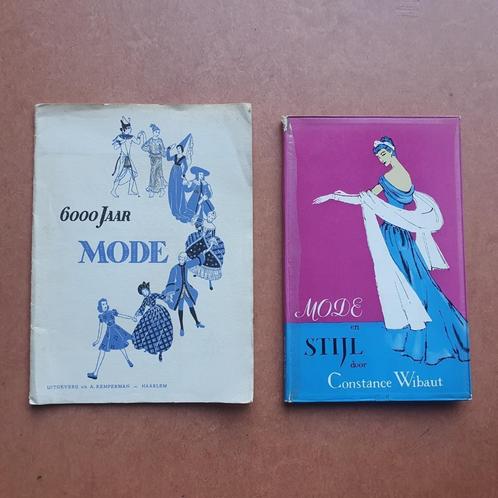 6000 JAAR
MODE
UITGEVERIJ v/h A. KEMPERMAN — HAARLEM
MODE
en
STIJL
door
Constance Wibaut